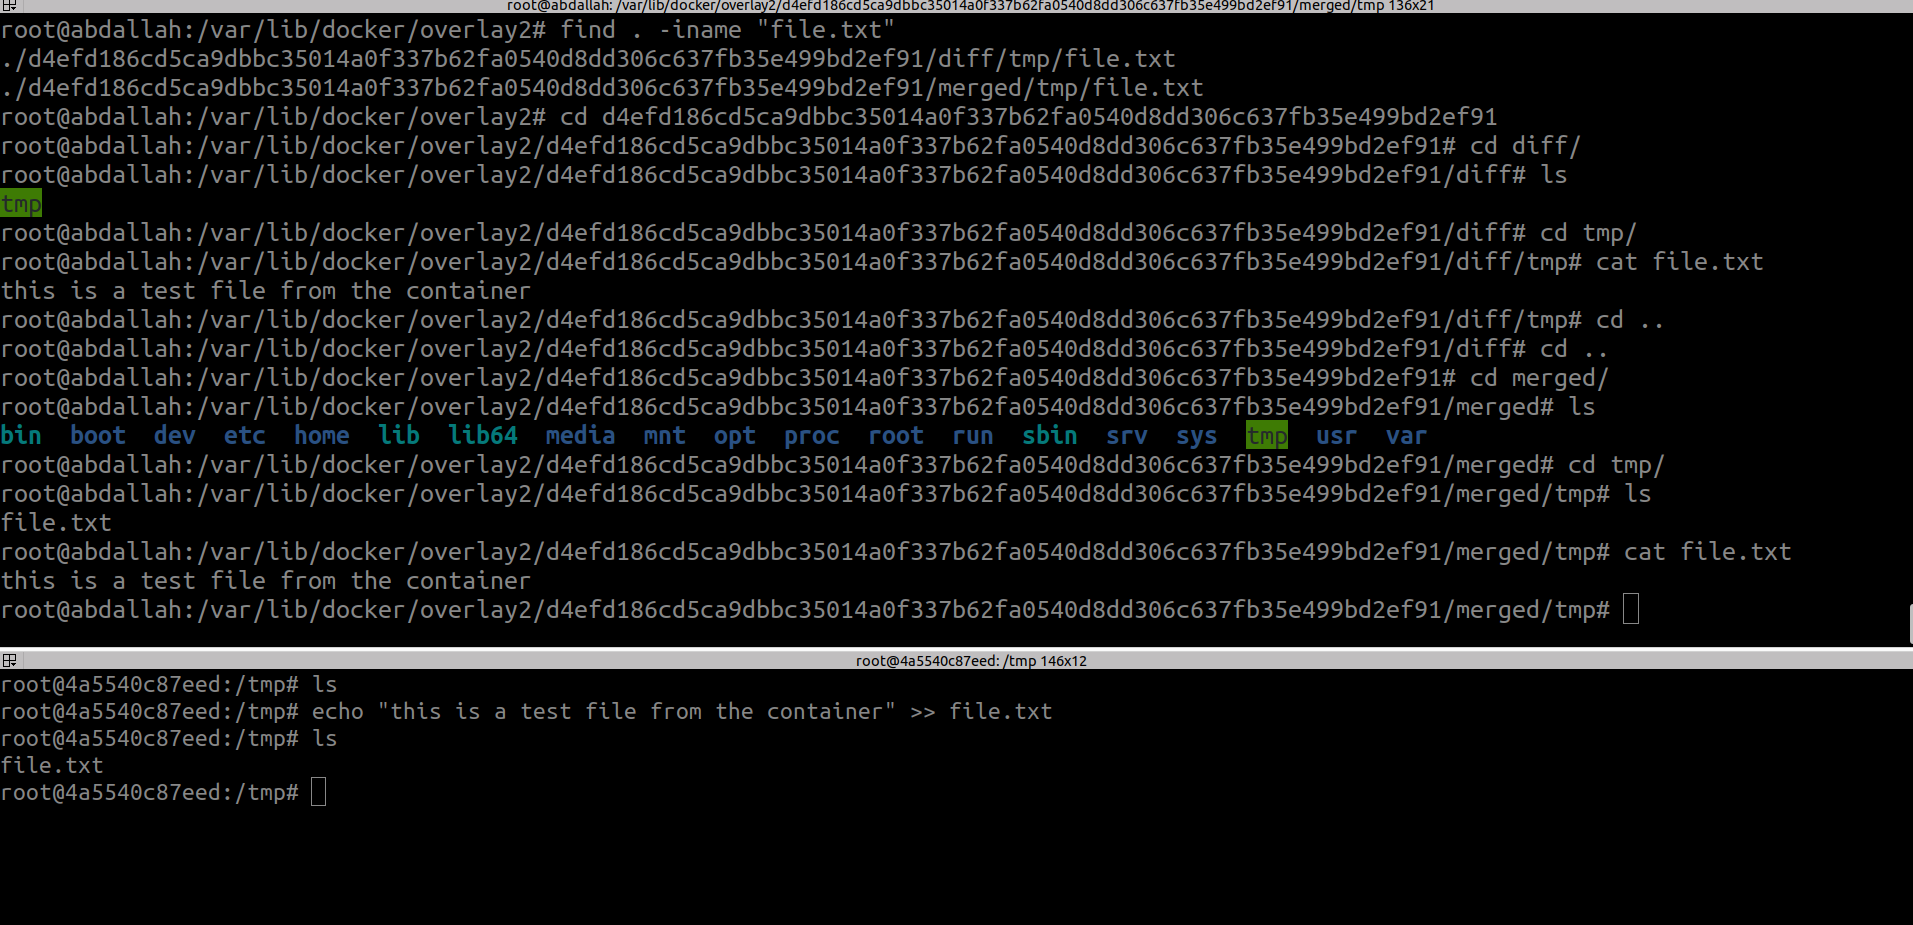 root@abdallah: /var/lib/docker/overlay2/d4efd186cd5ca9dbbc35014a0f337b62fa0540d8dd306c637fb35e499bd2ef91/merged/tmp 136x21
root@abdallah:/var/lib/docker/overlay2# find . -iname "file.txt"
./d4efd186cd5ca9dbbc35014a0f337b62fa0540d8dd306c637fb35e499bd2ef91/diff/tmp/file.txt
./d4efd186cd5ca9dbbc35014a0f337b62fa0540d8dd306c637fb35e499bd2ef91/merged/tmp/file.txt
root@abdallah:/var/lib/docker/overlay2# cd d4efd186cd5ca9dbbc35014a0f337b62fa0540d8dd306c637fb35e499bd2ef91
root@abdallah:/var/lib/docker/overlay2/d4efd186cd5ca9dbbc35014a0f337b62fa0540d8dd306c637fb35e499bd2ef91# cd diff/
root@abdallah:/var/lib/docker/overlay2/d4efd186cd5ca9dbbc35014a0f337b62fa0540d8dd306c637fb35e499bd2ef91/diff# ls
tmp
root@abdallah:/var/lib/docker/overlay2/d4efd186cd5ca9dbbc35014a0f337b62fa0540d8dd306c637fb35e499bd2ef91/diff# cd tmp/
root@abdallah:/var/lib/docker/overlay2/d4efd186cd5ca9dbbc35014a0f337b62fa0540d8dd306c637fb35e499bd2ef91/diff/tmp# cat file.txt
this is a test file from the container
root@abdallah:/var/lib/docker/overlay2/d4efd186cd5ca9dbbc35014a0f337b62fa0540d8dd306c637fb35e499bd2ef91/diff/tmp# cd ..
root@abdallah:/var/lib/docker/overlay2/d4efd186cd5ca9dbbc35014a0f337b62fa0540d8dd306c637fb35e499bd2ef91/diff# cd ..
root@abdallah:/var/lib/docker/overlay2/d4efd186cd5ca9dbbc35014a0f337b62fa0540d8dd306c637fb35e499bd2ef91# cd merged/
root@abdallah:/var/lib/docker/overlay2/d4efd186cd5ca9dbbc35014a0f337b62fa0540d8dd306c637fb35e499bd2ef91/merged# ls
bin boot dev etc home lib lib64 media mnt opt proc root run sbin srv sys tmp usr var
root@abdallah:/var/lib/docker/overlay2/d4efd186cd5ca9dbbc35014a0f337b62fa0540d8dd306c637fb35e499bd2ef91/merged# cd tmp/
root@abdallah:/var/lib/docker/overlay2/d4efd186cd5ca9dbbc35014a0f337b62fa0540d8dd306c637fb35e499bd2ef91/merged/tmp# ls
file.txt
root@abdallah:/var/lib/docker/overlay2/d4efd186cd5ca9dbbc35014a0f337b62fa0540d8dd306c637fb35e499bd2ef91/merged/tmp# cat file.txt
this is a test file from the container
root@abdallah:/var/lib/docker/overlay2/d4efd186cd5ca9dbbc35014a0f337b62fa0540d8dd306c637fb35e499bd2ef91/merged/tmp#
root@4a5540c87eed: /tmp 146x12
root@4a5540c87eed:/tmp# ls
root@4a5540c87eed:/tmp# echo "this is a test file from the container" >> file.txt
root@4a5540c87eed:/tmp# ls
file.txt
root@4a5540c87eed:/tmp#